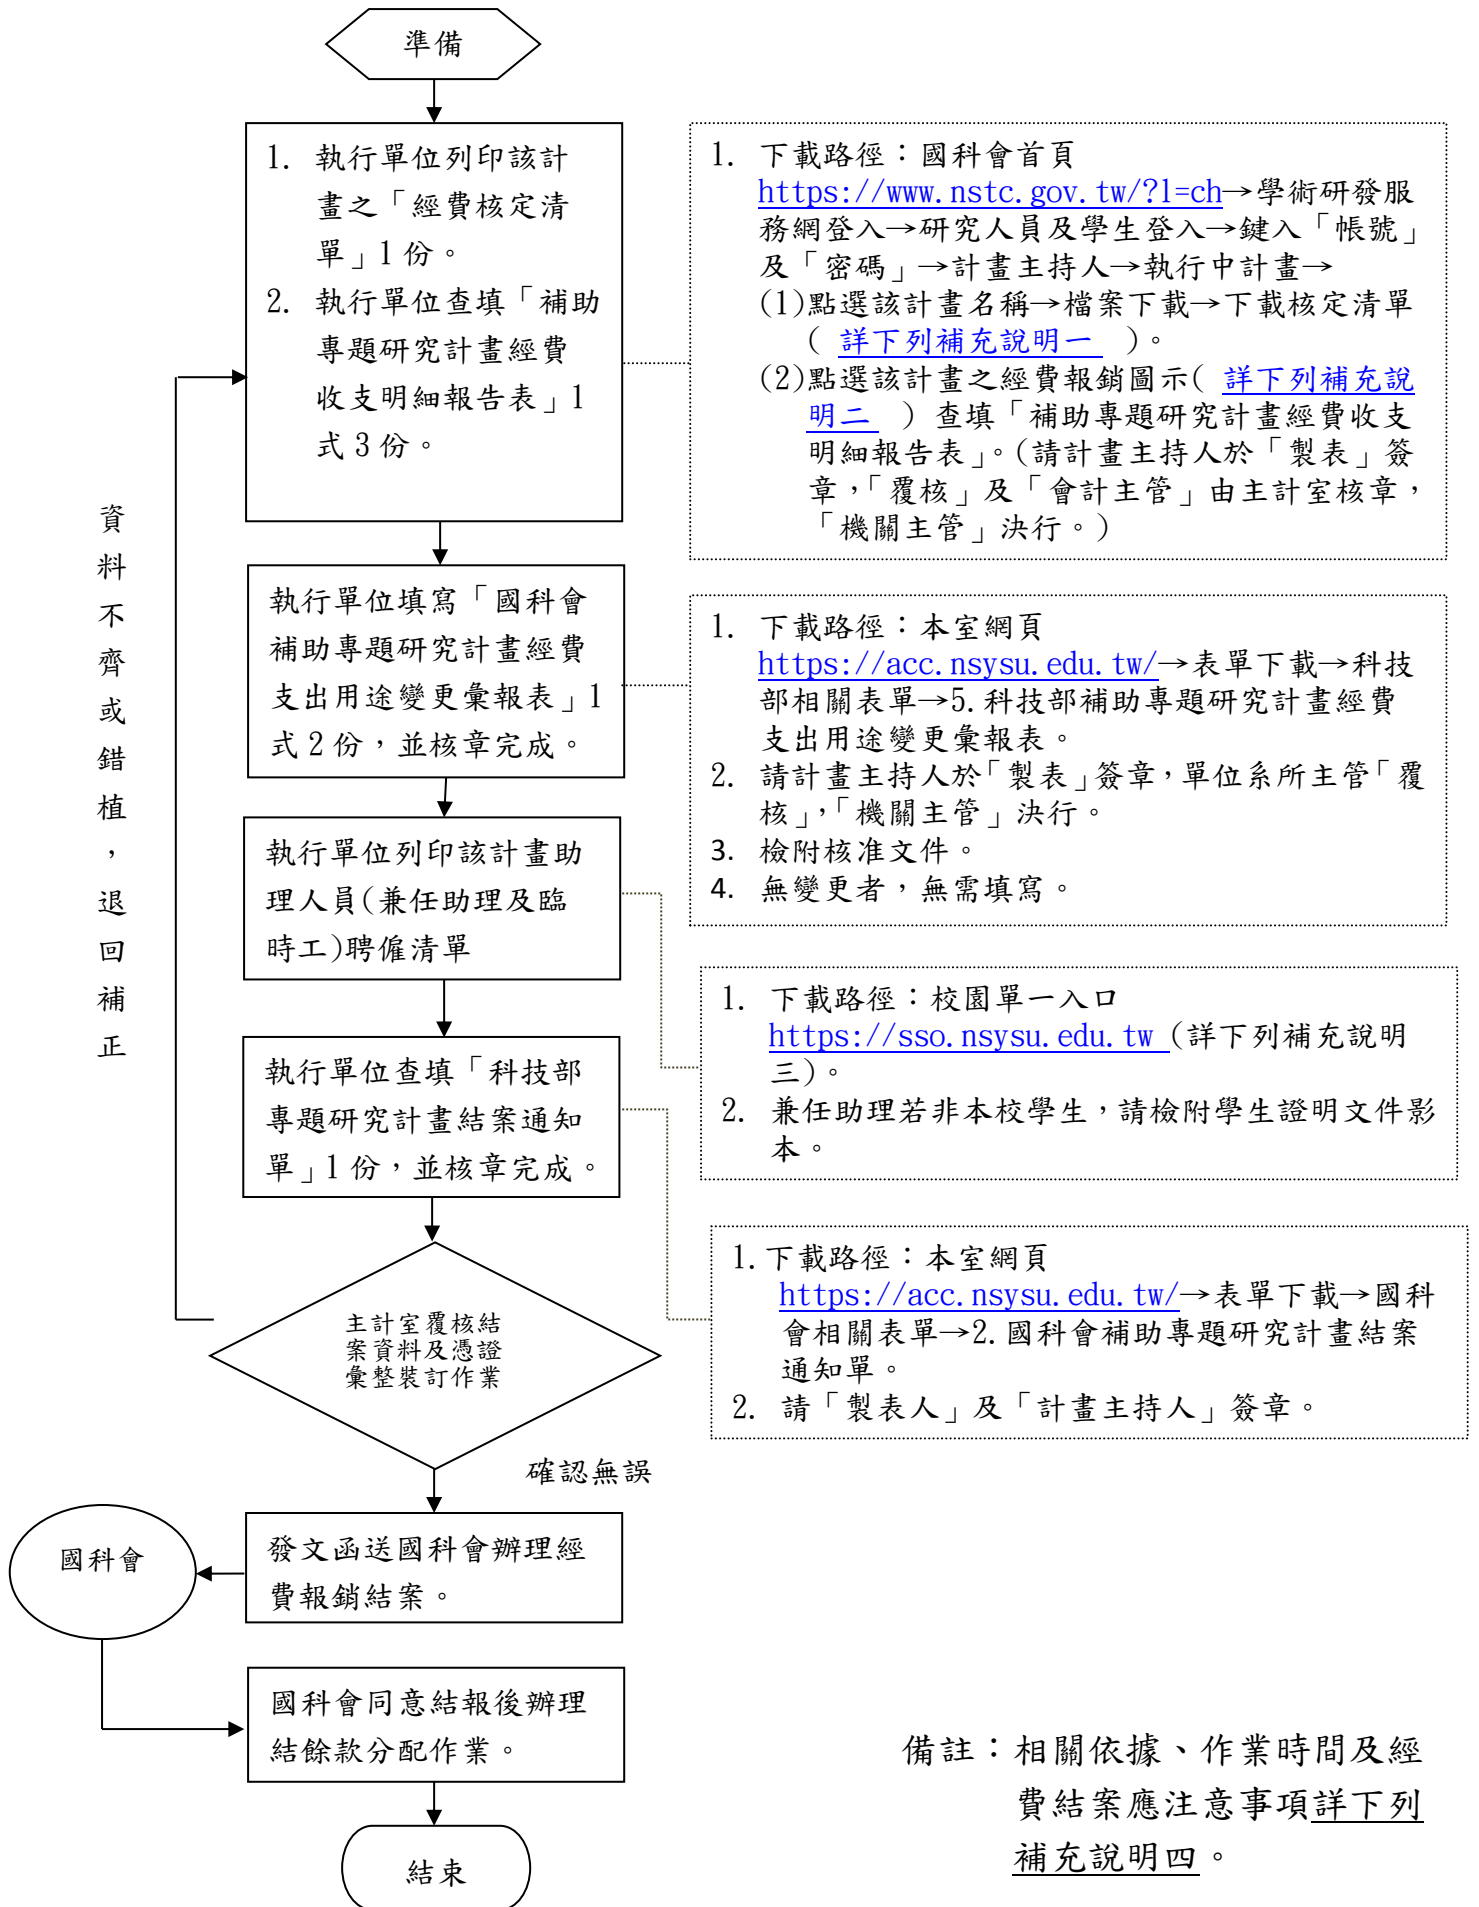 準備
1. 執行單位列印該計
畫之「經費核定清
單」1份。
2. 執行單位查填「補助
專題研究計畫經費
收支明細報告表」1
式3份。
1. 下載路徑：國科會首頁
https://www.nstc.gov.tw/?l=ch→學術研發服
務網登入→研究人員及學生登入→鍵入「帳號」
及「密碼」→計畫主持人→執行中計畫→
(1)點選該計畫名稱→檔案下載→下載核定清單
( 詳下列補充說明一 )。
(2)點選該計畫之經費報銷圖示( 詳下列補充說
明二 ) 查填「補助專題研究計畫經費收支
明細報告表」。(請計畫主持人於「製表」簽
章，「覆核」及「會計主管」由主計室核章，
「機關主管」決行。)
執行單位填寫「國科會
補助專題研究計畫經費
支出用途變更彙報表」1
式2份，並核章完成。
1. 下載路徑：本室網頁
https://acc.nsysu.edu.tw/→表單下載→科技
部相關表單→5.科技部補助專題研究計畫經費
支出用途變更彙報表。
2. 請計畫主持人於「製表」簽章，單位系所主管「覆
核」，「機關主管」決行。
3. 檢附核准文件。
4. 無變更者，無需填寫。
執行單位列印該計畫助
理人員(兼任助理及臨
時工)聘僱清單
1. 下載路徑：校園單一入口
https://sso.nsysu.edu.tw (詳下列補充說明
三)。
2. 兼任助理若非本校學生，請檢附學生證明文件影
本。
執行單位查填「科技部
專題研究計畫結案通知
單」1份，並核章完成。
1.下載路徑：本室網頁
https://acc.nsysu.edu.tw/→表單下載→國科
會相關表單→2.國科會補助專題研究計畫結案
通知單。
2. 請「製表人」及「計畫主持人」簽章。
資
料
不
齊
或
錯
植
，
退
回
補
正
主計室覆核結
案資料及憑證
彙整裝訂作業
確認無誤
發文函送國科會辦理經
費報銷結案。
國科會
國科會同意結報後辦理
結餘款分配作業。
結束
備註：相關依據、作業時間及經
費結案應注意事項詳下列
補充說明四。